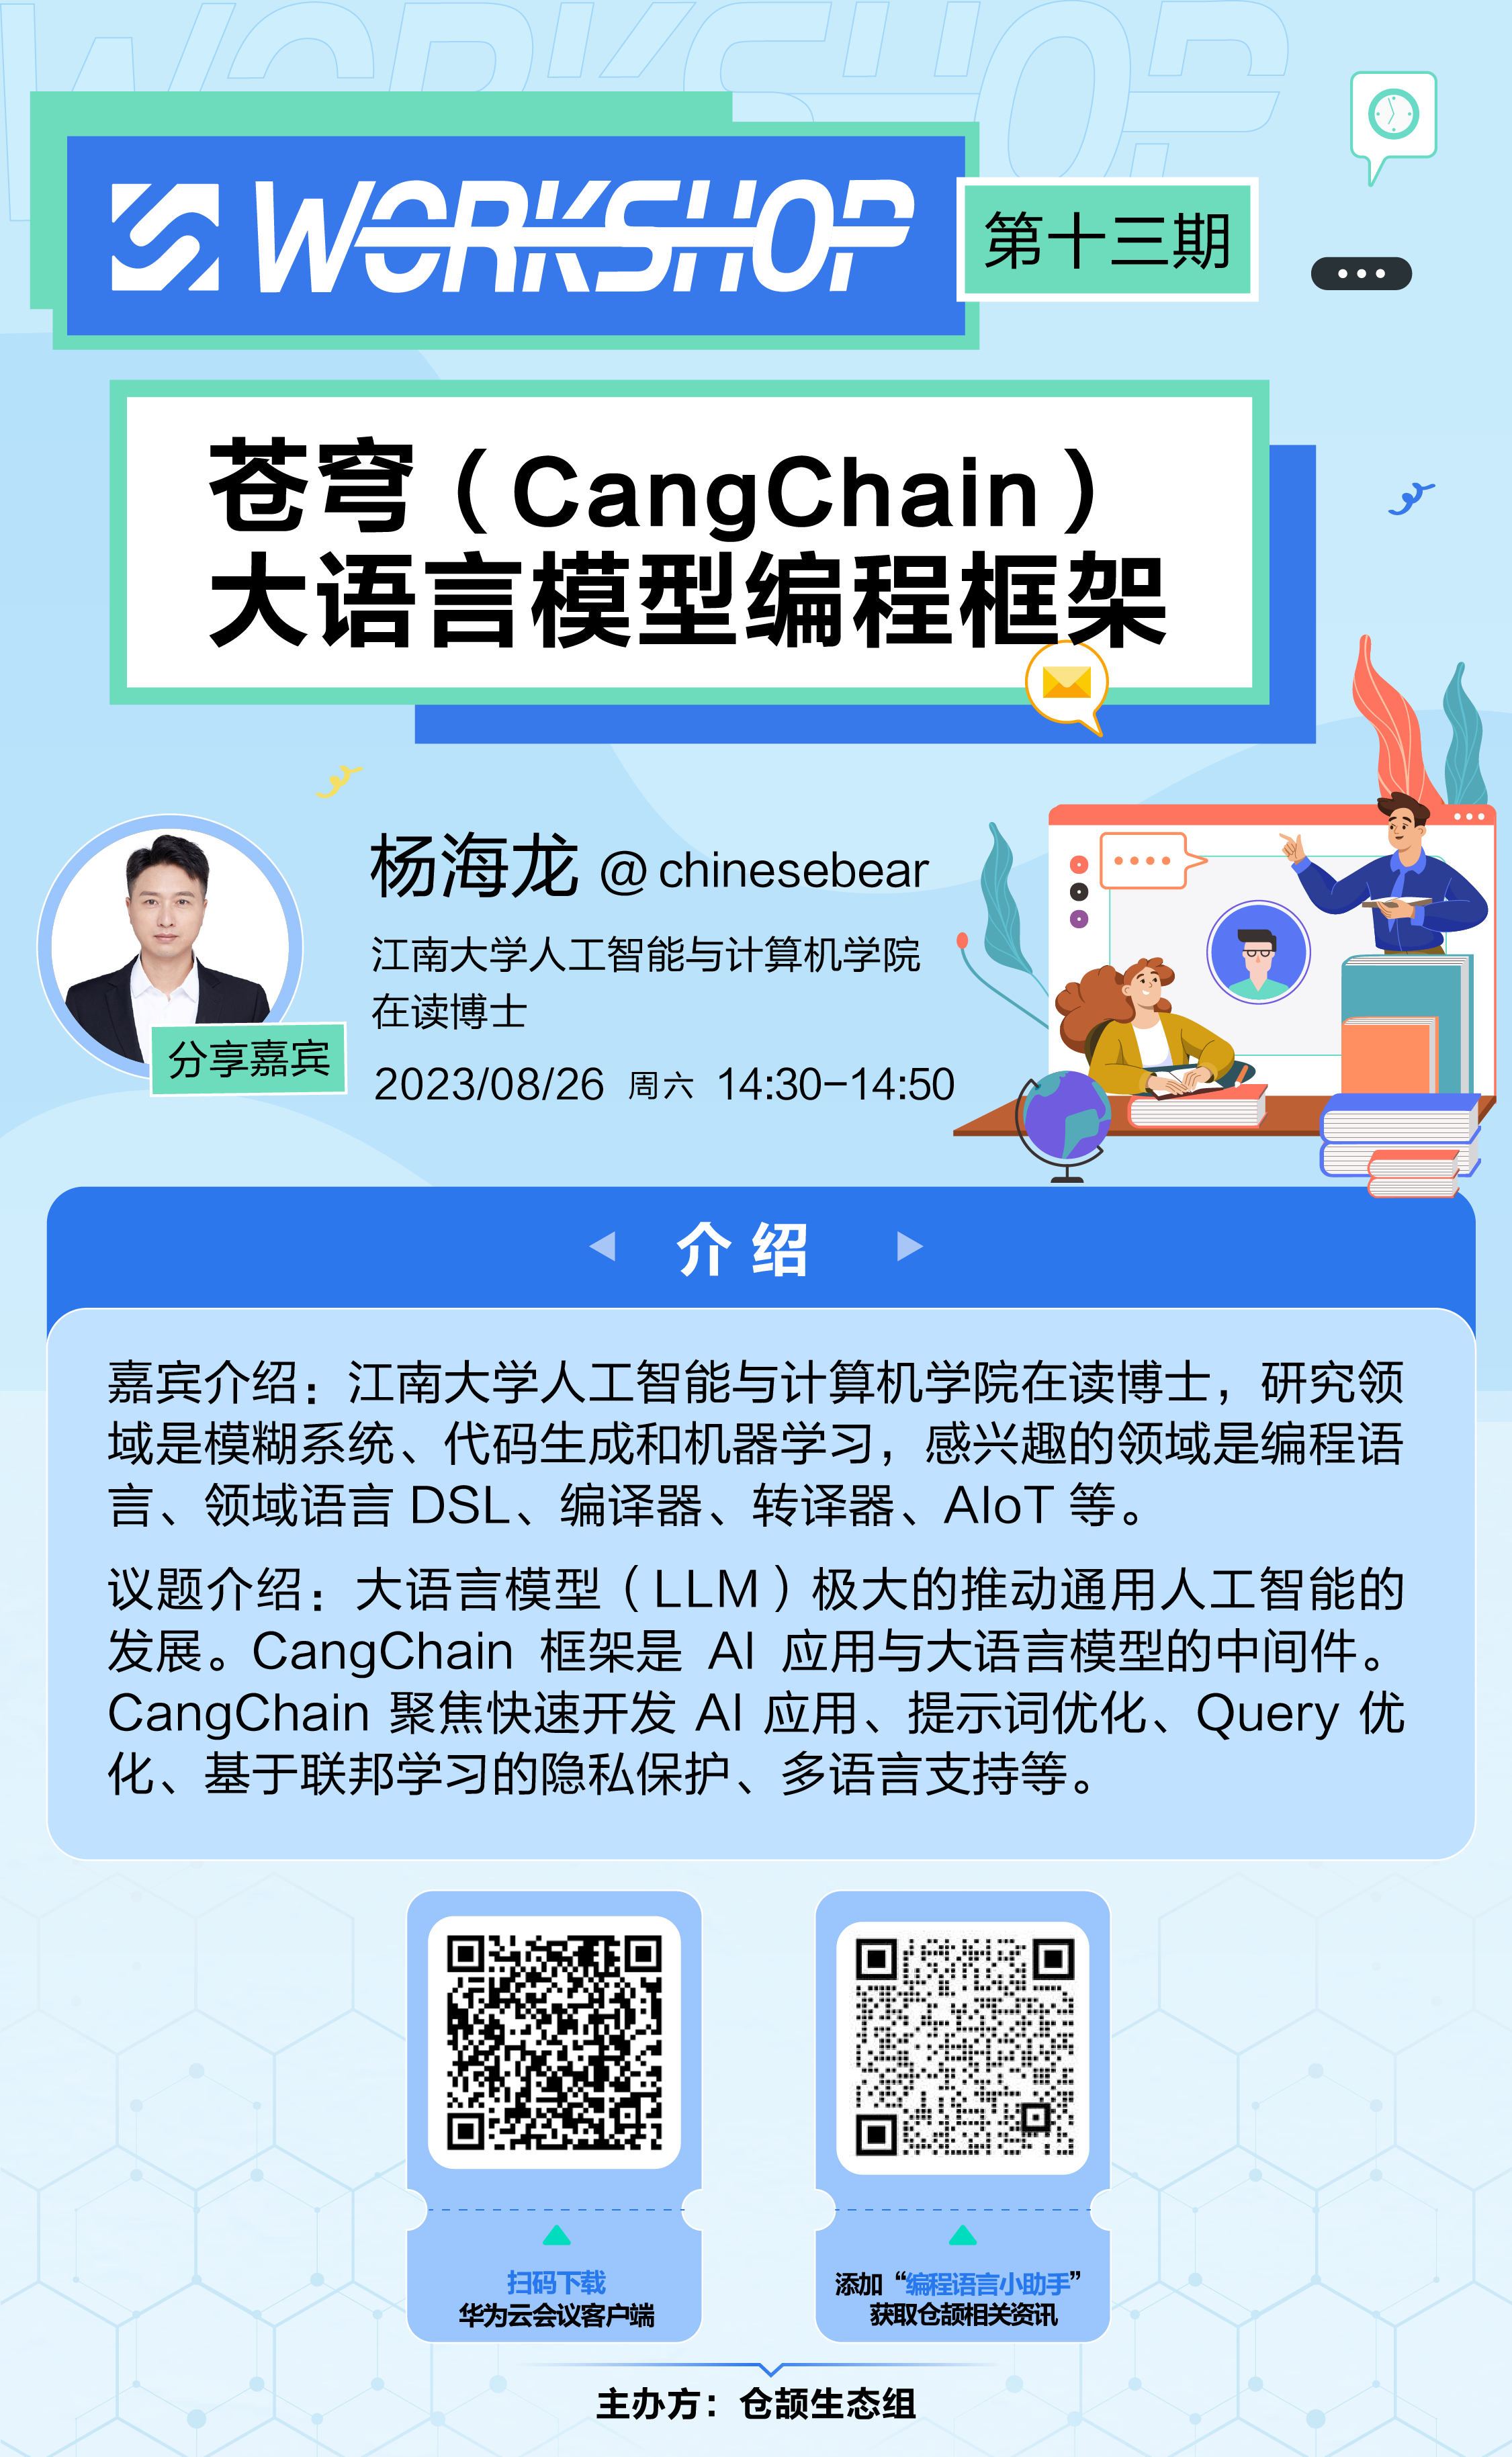 WORKSHOP
WORKSHOP
第十三期
苍穹（CangChain）
大语言模型编程框架
杨海龙 @chinesebear
江南大学人工智能与计算机学院
在读博士
分享嘉宾
2023/08/26 周六 14:30-14:50
介绍
嘉宾介绍：江南大学人工智能与计算机学院在读博士，研究领
域是模糊系统、代码生成和机器学习，感兴趣的领域是编程语
言、领域语言 DSL、编译器、转译器、AIoT 等。
议题介绍：大语言模型（LLM）极大的推动通用人工智能的
发展。CangChain 框架是 AI 应用与大语言模型的中间件。
CangChain 聚焦快速开发 AI 应用、提示词优化、Query 优
化、基于联邦学习的隐私保护、多语言支持等。
扫码下载
华为云会议客户端
添加“编程语言小助手”
获取仓颉相关资讯
主办方：仓颉生态组